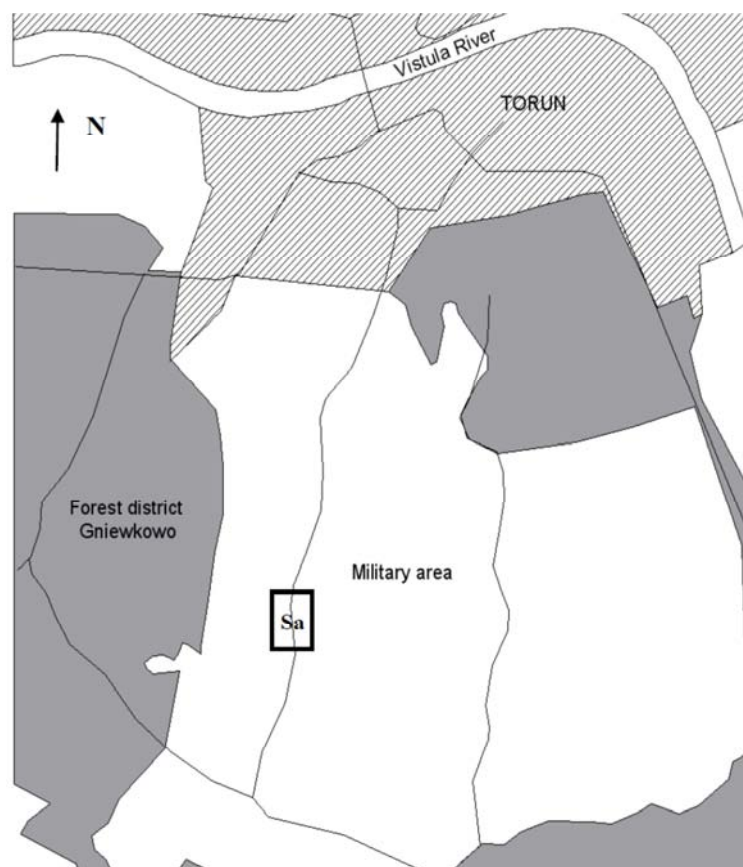 Vistula River
TORUN
N
Forest district
Gniewkowo
Military area
Sa